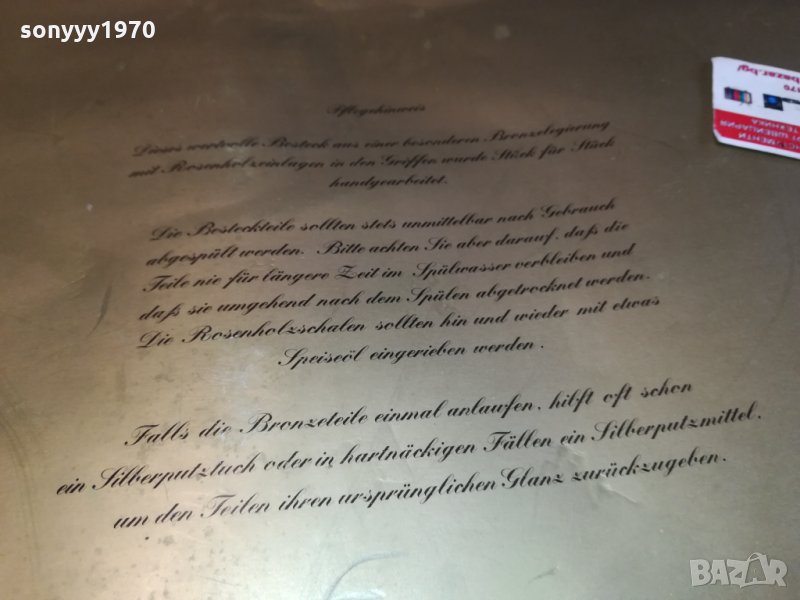 sonyyy1970
bazar.bg/
Pflegehinweis
Dieses wertvolle Besteck aus einer besonderen Bronzelegierung
mit Rosenholzeinlagen in den Griffen wurde Stück für Stück
handgearbeitet.
Die Besteckteile sollten stets unmittelbar nach Gebrauch
abgespült werden. Bitte achten Sie aber darauf, daß die
Teile nie für längere Zeit im Spülwasser verbleiben und
daß sie umgehend nach dem Spülen abgetrocknet werden.
Die Rosenholzschalen sollten hin und wieder mit etwas
Speiseöl eingerieben werden.
Falls die Bronzeteile einmal anlaufen, hilft oft schon
ein Silberputztuch oder in hartnäckigen Fällen ein Silberputzmittel,
um den Teilen ihren ursprünglichen Glanz zurückzugeben.
BAZAR